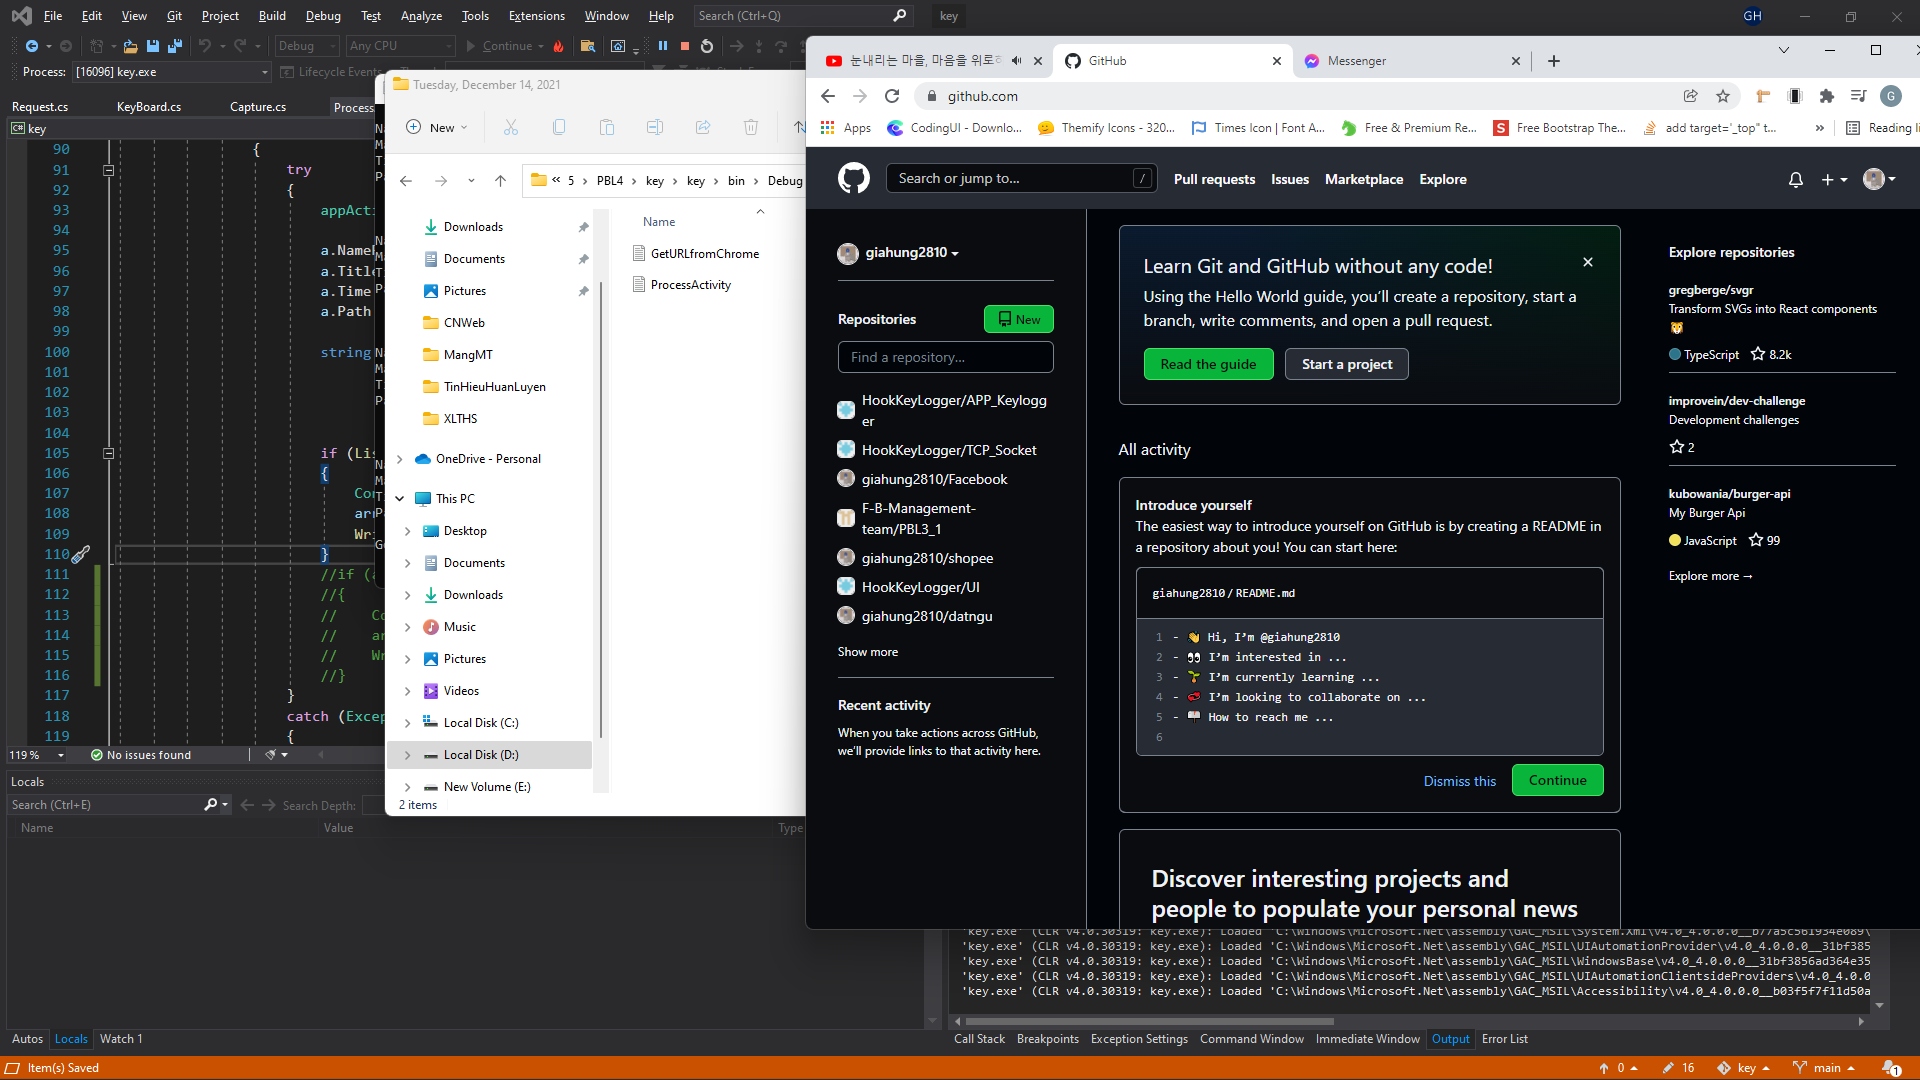 File Edit View Git Project Build Debug Test Analyze Tools Extensions Window Help Search (Ctrl+Q) key GH
Debug Any CPU Continue
Process: [16096] key.exe Lifecycle Events
Request.cs KeyBoard.cs Capture.cs Process
key
90 {
91 try
92 {
93 appActi
94
95 a.Name
96 a.Title
97 a.Time
98 a.Path
99
100 string
101
102
103
104
105 if (Lis
106 {
107 Con
108 arr
109 Wri
110 }
111 //if (a
112 //{
113 // Co
114 // ar
115 // Wr
116 //}
117 }
118 catch (Excep
119 {
119 % No issues found
Locals
Search (Ctrl+E) Search Depth:
Name Value Type
Autos Locals Watch 1
Item(s) Saved
Tuesday, December 14, 2021
New
5 PBL4 key key bin Debug
Downloads
Documents
Pictures
CNWeb
MangMT
TinHieuHuanLuyen
XLTHS
OneDrive - Personal
This PC
Desktop
Documents
Downloads
Music
Pictures
Videos
Local Disk (C:)
Local Disk (D:)
New Volume (E:)
2 items
Name
GetURLfromChrome
ProcessActivity
눈내리는 마을, 마음을 위로하 GitHub Messenger
github.com G
Apps CodingUI - Downlo... Themify Icons - 320... Times Icon | Font A... Free & Premium Re... Free Bootstrap The... add target='_top" t... » Reading li
Search or jump to... / Pull requests Issues Marketplace Explore
giahung2810
Repositories New
Find a repository...
HookKeyLogger/APP_Keylogg
er
HookKeyLogger/TCP_Socket
giahung2810/Facebook
F-B-Management-
team/PBL3_1
giahung2810/shopee
HookKeyLogger/UI
giahung2810/datngu
Show more
Recent activity
When you take actions across GitHub,
we'll provide links to that activity here.
Learn Git and GitHub without any code!
Using the Hello World guide, you'll create a repository, start a
branch, write comments, and open a pull request.
Read the guide Start a project
All activity
Introduce yourself
The easiest way to introduce yourself on GitHub is by creating a README in
a repository about you! You can start here:
giahung2810 / README.md
1 - 👋 Hi, I'm @giahung2810
2 - 👀 I'm interested in ...
3 - 🌱 I'm currently learning ...
4 - 💞️ I'm looking to collaborate on ...
5 - 📫 How to reach me ...
6
Dismiss this Continue
Discover interesting projects and
people to populate your personal news
Explore repositories
gregberge/svgr
Transform SVGs into React components
🦁
TypeScript 8.2k
improvein/dev-challenge
Development challenges
2
kubowania/burger-api
My Burger Api
JavaScript 99
Explore more →
'key.exe' (CLR v4.0.30319: key.exe): Loaded 'C:\Windows\Microsoft.Net\assembly\GAC_MSIL\System.Xml\v4.0_4.0.0.0__b77a5c561934e089\
'key.exe' (CLR v4.0.30319: key.exe): Loaded 'C:\Windows\Microsoft.Net\assembly\GAC_MSIL\UIAutomationProvider\v4.0_4.0.0.0__31bf385
'key.exe' (CLR v4.0.30319: key.exe): Loaded 'C:\Windows\Microsoft.Net\assembly\GAC_MSIL\WindowsBase\v4.0_4.0.0.0__31bf3856ad364e35
'key.exe' (CLR v4.0.30319: key.exe): Loaded 'C:\Windows\Microsoft.Net\assembly\GAC_MSIL\UIAutomationClientsideProviders\v4.0_4.0.0
'key.exe' (CLR v4.0.30319: key.exe): Loaded 'C:\Windows\Microsoft.Net\assembly\GAC_MSIL\Accessibility\v4.0_4.0.0.0__b03f5f7f11d50a
Call Stack Breakpoints Exception Settings Command Window Immediate Window Output Error List
0 16 key main 1